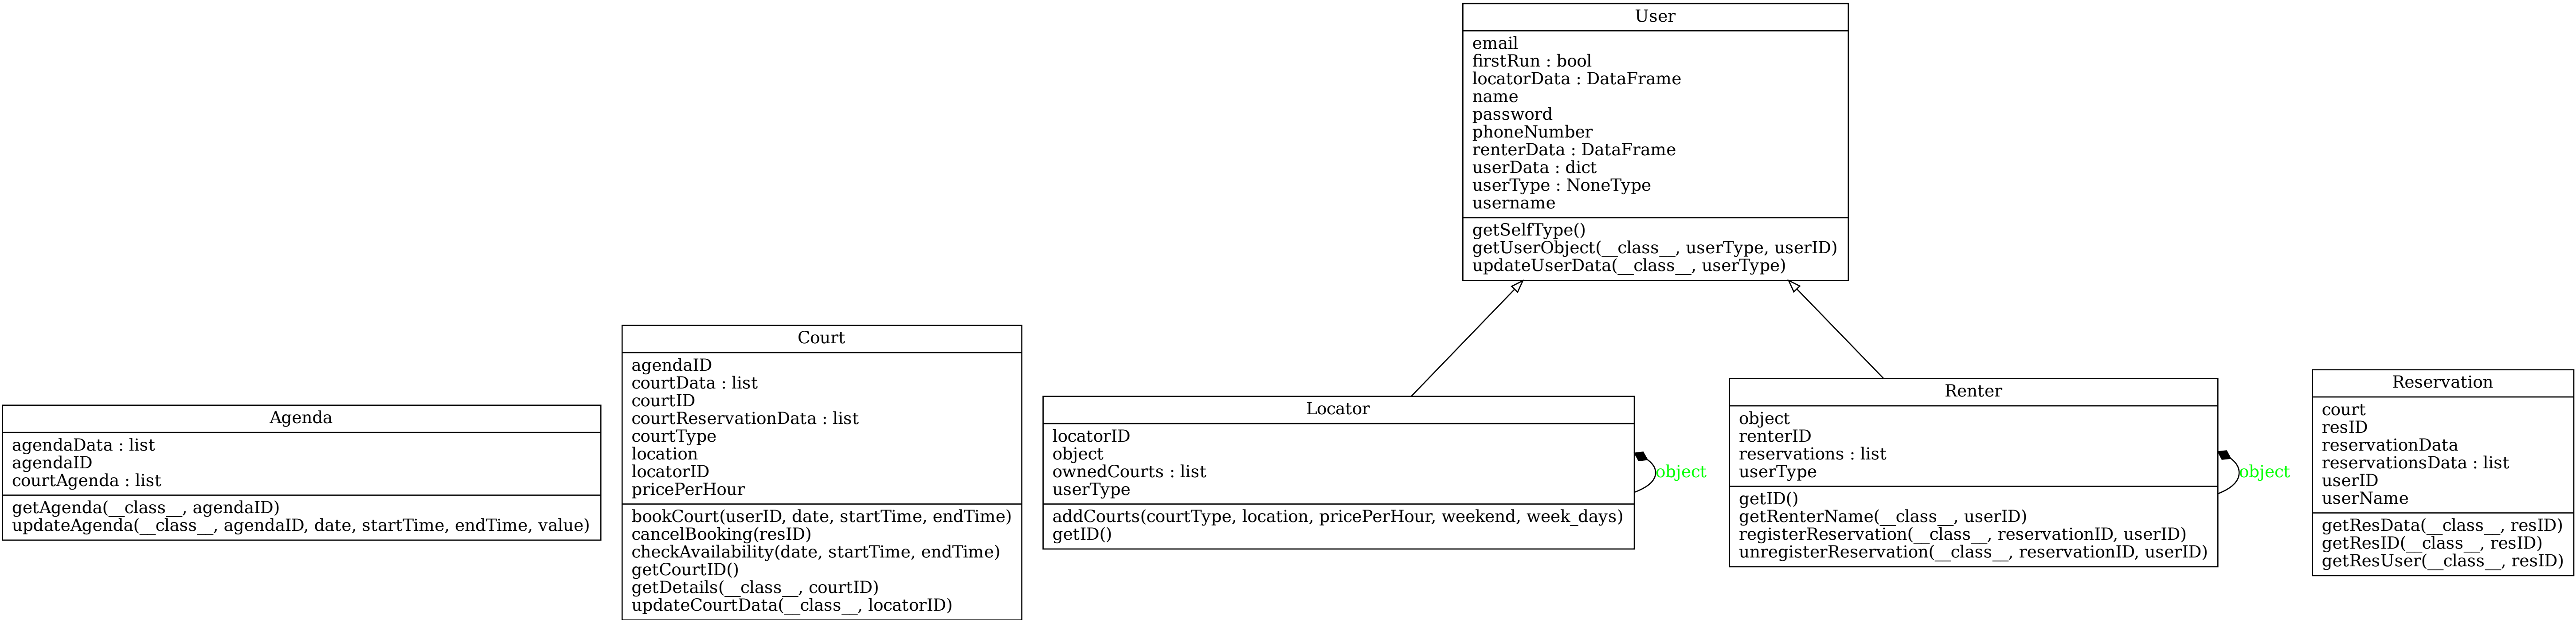 User
email
firstRun : bool
locatorData : DataFrame
name
password
phoneNumber
renterData : DataFrame
userData : dict
userType : NoneType
username
getSelfType()
getUserObject(__class__, userType, userID)
updateUserData(__class__, userType)
Agenda
agendaData : list
agendaID
courtAgenda : list
getAgenda(__class__, agendaID)
updateAgenda(__class__, agendaID, date, startTime, endTime, value)
Court
agendaID
courtData : list
courtID
courtReservationData : list
courtType
location
locatorID
pricePerHour
bookCourt(userID, date, startTime, endTime)
cancelBooking(resID)
checkAvailability(date, startTime, endTime)
getCourtID()
getDetails(__class__, courtID)
updateCourtData(__class__, locatorID)
Locator
locatorID
object
ownedCourts : list
userType
addCourts(courtType, location, pricePerHour, weekend, week_days)
getID()
object
Renter
object
renterID
reservations : list
userType
getID()
getRenterName(__class__, userID)
registerReservation(__class__, reservationID, userID)
unregisterReservation(__class__, reservationID, userID)
object
Reservation
court
resID
reservationData
reservationsData : list
userID
userName
getResData(__class__, resID)
getResID(__class__, resID)
getResUser(__class__, resID)